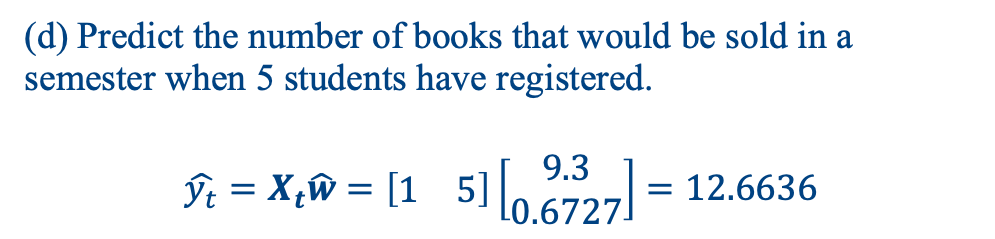 (d) Predict the number of books that would be sold in a
semester when 5 students have registered.
ŷₜ = Xₜŵ = [1 5] [9.3 0.6727] = 12.6636